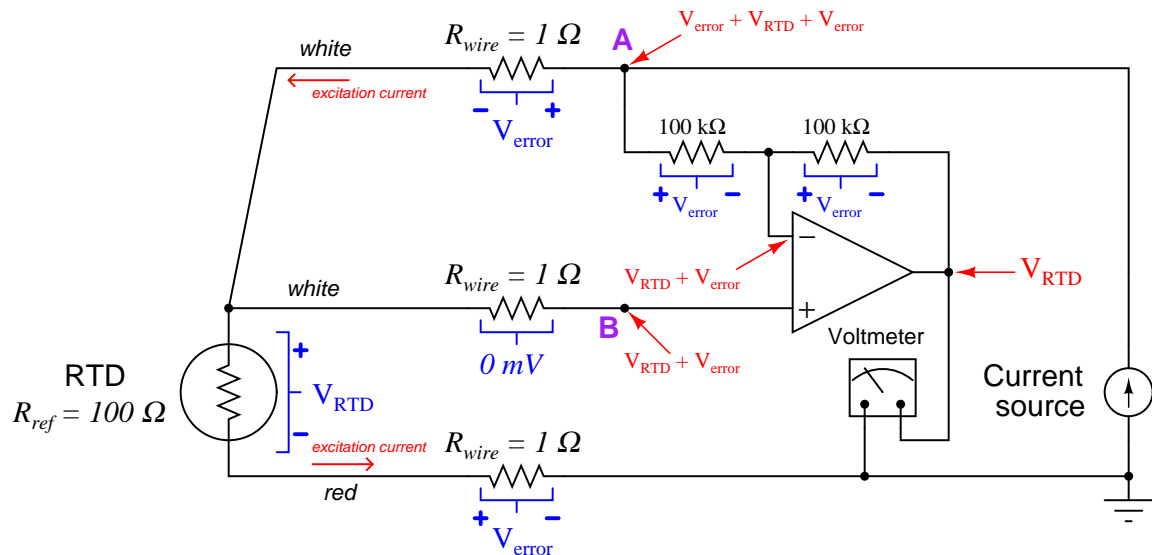 V_error + V_RTD + V_error
A
R_wire = 1 Ω
white
excitation current
− +
V_error
100 kΩ 100 kΩ
+ − + −
V_error V_error
−
V_RTD + V_error
V_RTD
R_wire = 1 Ω
white
+
B
0 mV
V_RTD + V_error
Voltmeter
RTD
R_ref = 100 Ω
+
V_RTD
−
Current
source
R_wire = 1 Ω
excitation current
red
+ −
V_error